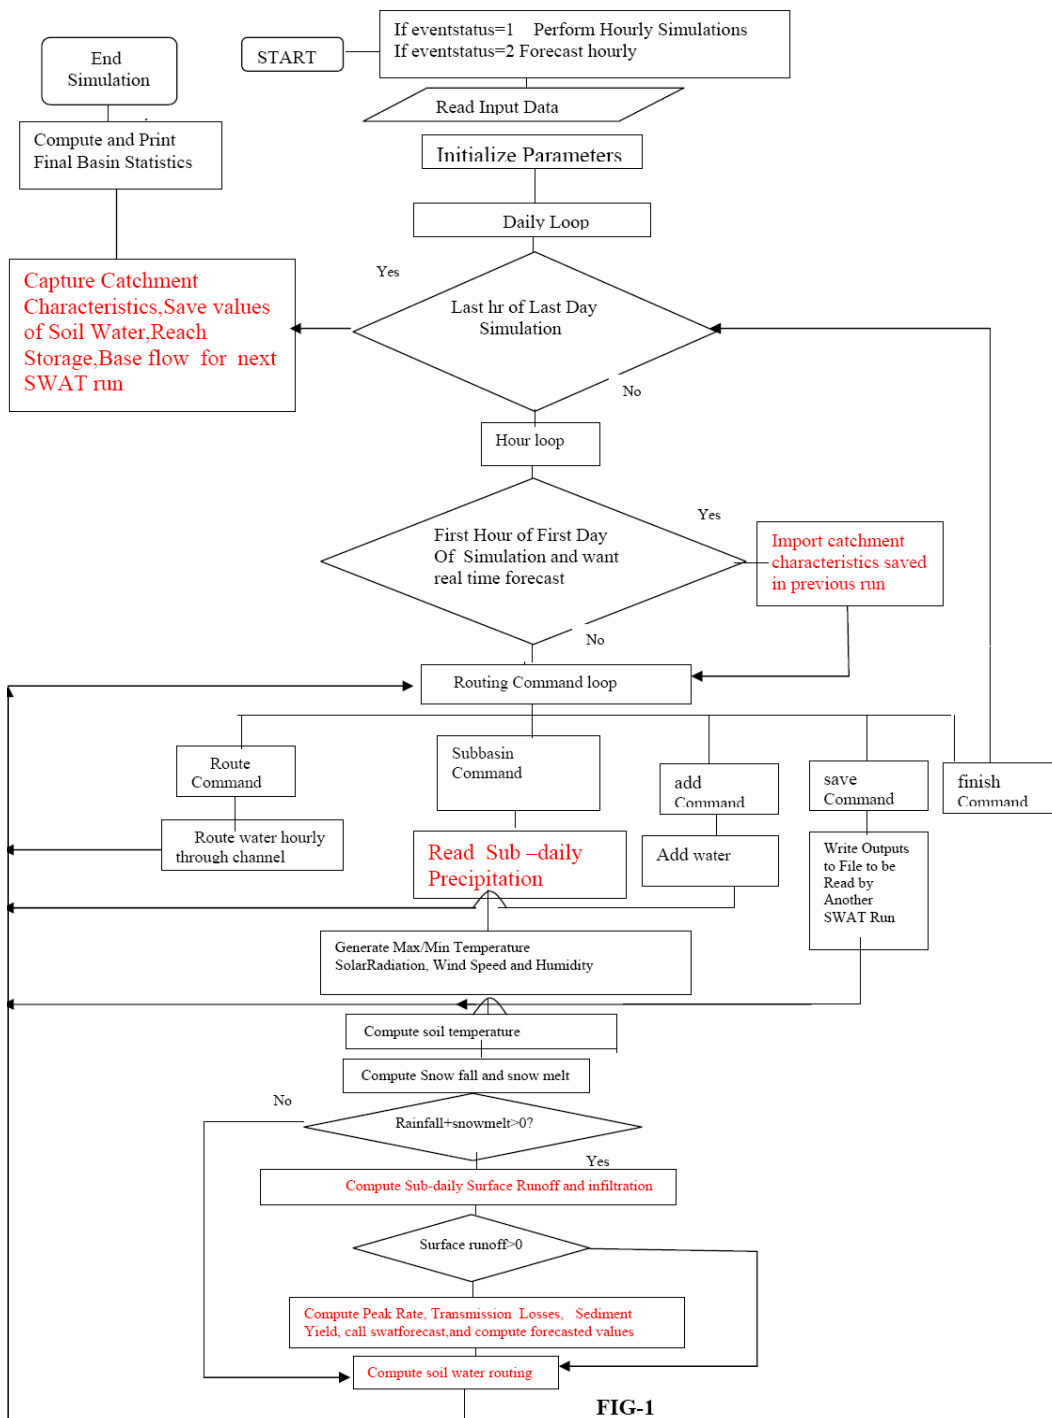 If eventstatus=1 Perform Hourly Simulations
If eventstatus=2 Forecast hourly
START
End
Simulation
Read Input Data
Compute and Print
Final Basin Statistics
Initialize Parameters
Daily Loop
Yes
Capture Catchment
Characteristics,Save values
of Soil Water,Reach
Storage,Base flow for next
SWAT run
Last hr of Last Day
Simulation
No
Hour loop
First Hour of First Day
Of Simulation and want
real time forecast
Yes
Import catchment
characteristics saved
in previous run
No
Routing Command loop
Route
Command
Subbasin
Command
add
Command
save
Command
finish
Command
Route water hourly
through channel
Read Sub –daily
Precipitation
Add water
Write Outputs
to File to be
Read by
Another
SWAT Run
Generate Max/Min Temperature
SolarRadiation, Wind Speed and Humidity
Compute soil temperature
Compute Snow fall and snow melt
No
Rainfall+snowmelt>0?
Yes
Compute Sub-daily Surface Runoff and infiltration
Surface runoff>0
Compute Peak Rate, Transmission Losses, Sediment
Yield, call swatforecast,and compute forecasted values
Compute soil water routing
FIG-1